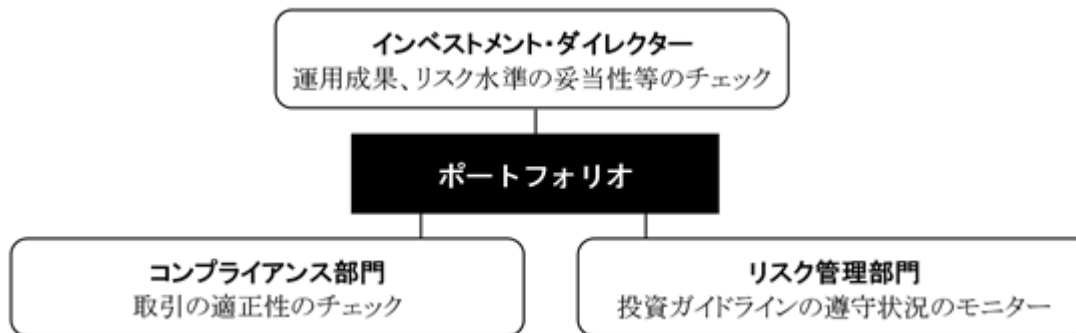 インベストメント・ダイレクター
運用成果、リスク水準の妥当性等のチェック
ポートフォリオ
コンプライアンス部門
取引の適正性のチェック
リスク管理部門
投資ガイドラインの遵守状況のモニター